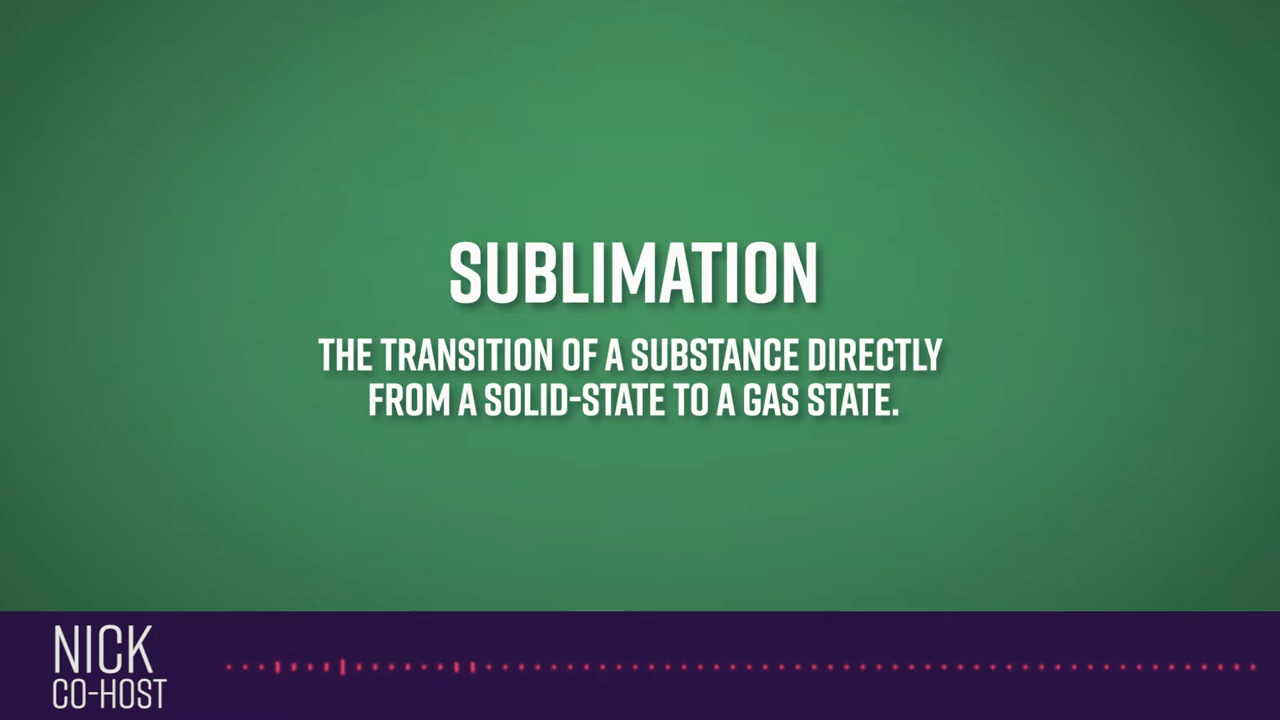 SUBLIMATION
THE TRANSITION OF A SUBSTANCE DIRECTLY
FROM A SOLID-STATE TO A GAS STATE.
NICK
CO-HOST